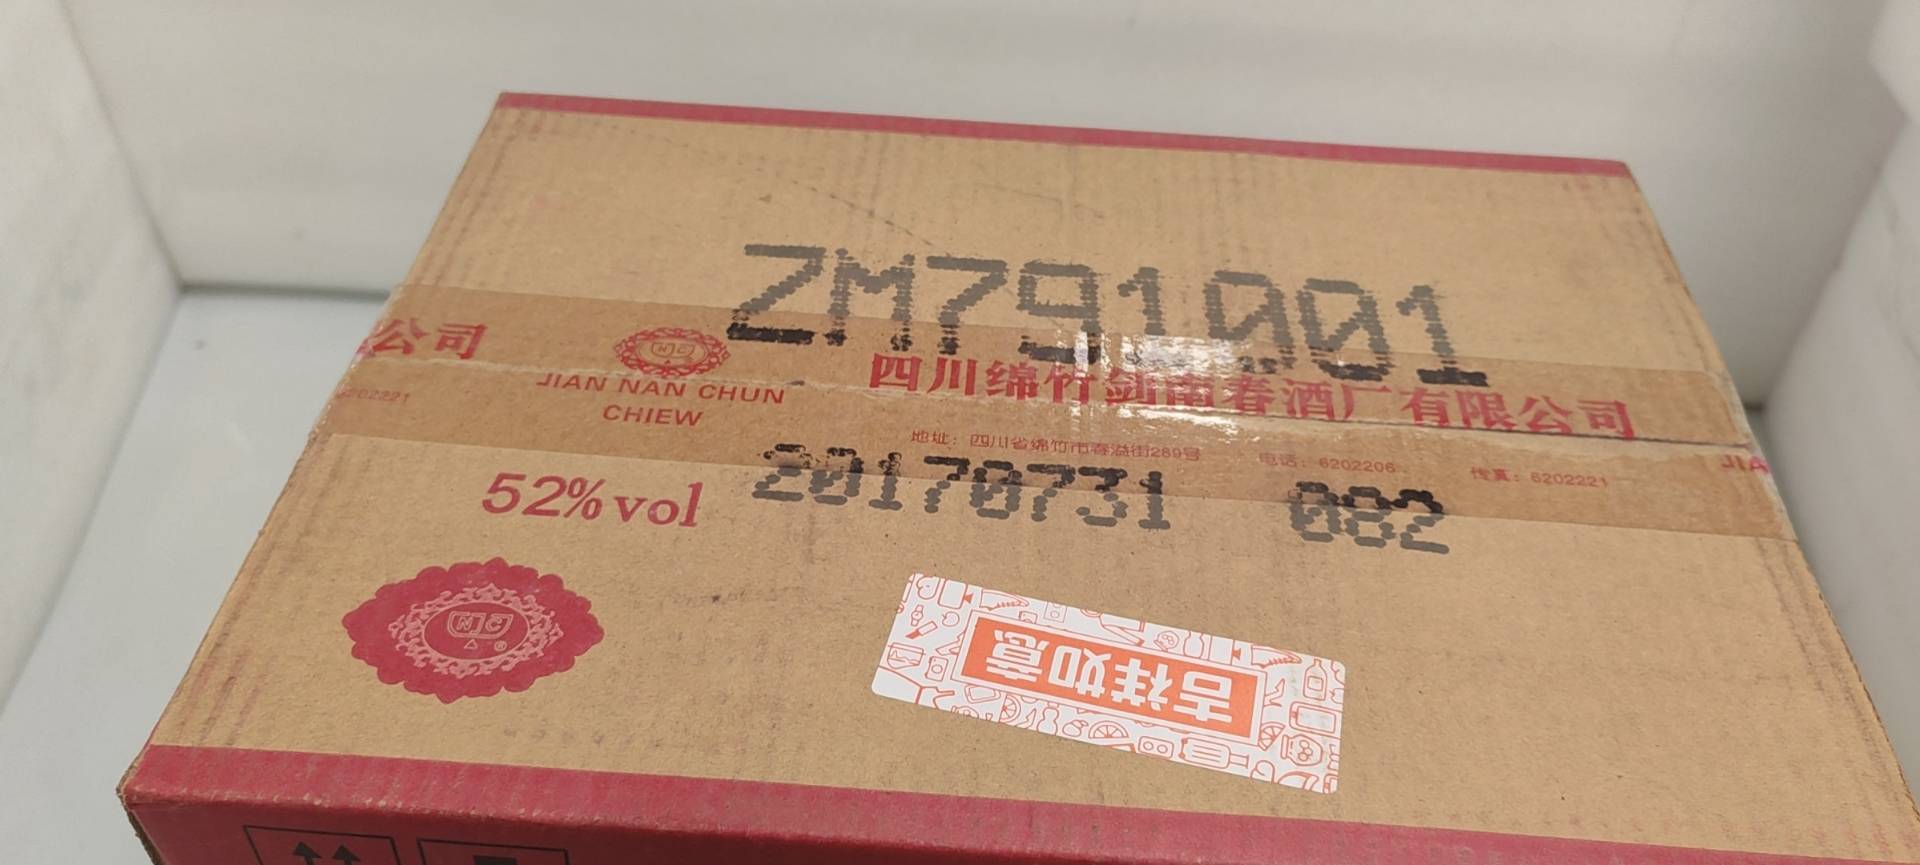 ZM791001
公司
JIAN NAN CHUN
CHIEW
四川绵竹剑南春酒厂有限公司
6202221
地址：四川省绵竹市春溢街289号 电话：6202206 传真：6202221
JIA
52%vol
20170731 082
NC
®
吉祥如意